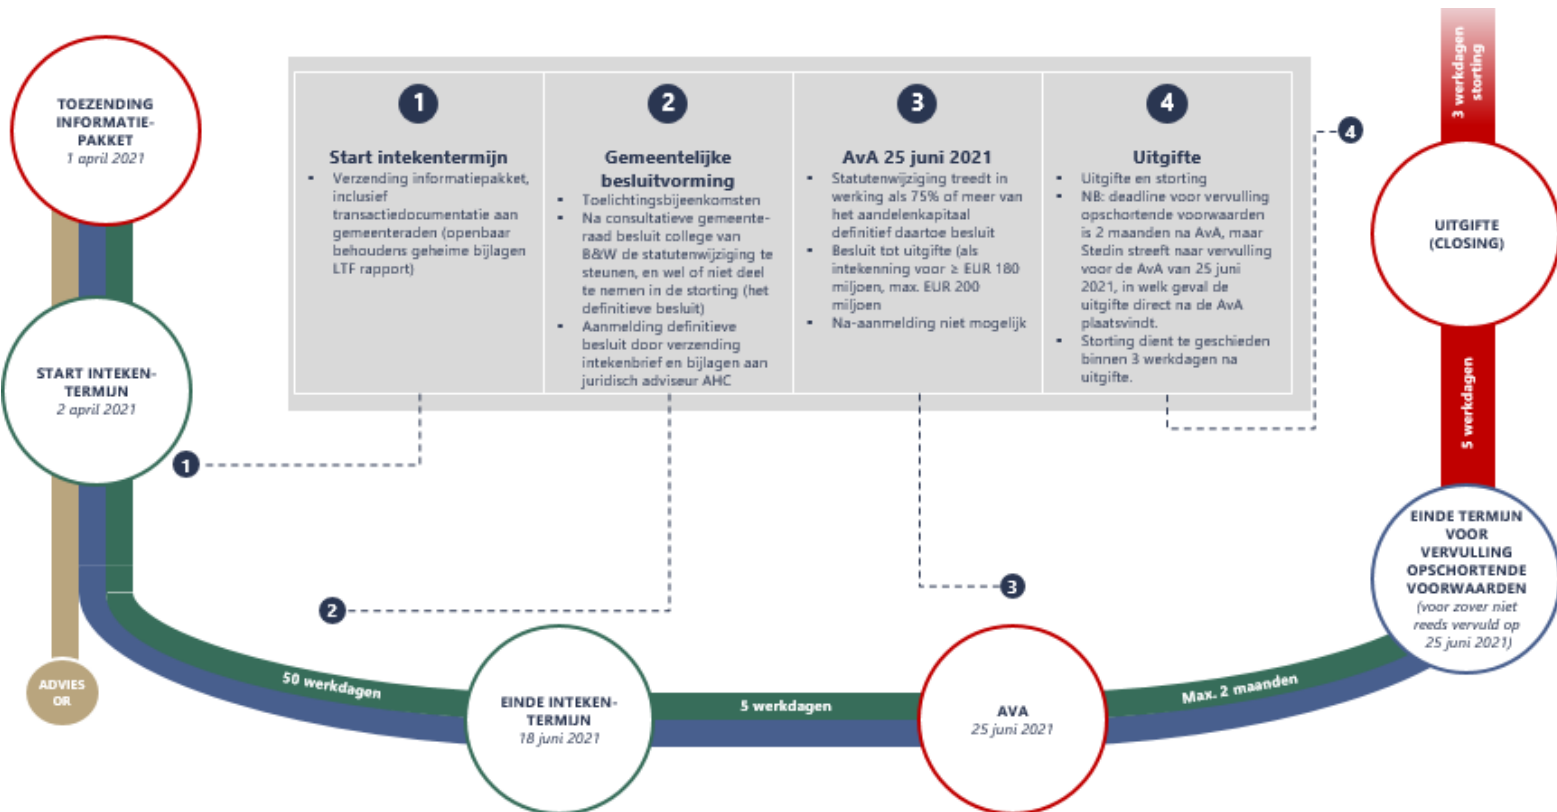 TOEZENDING
INFORMATIE-
PAKKET
1 april 2021
START INTEKEN-
TERMIJN
2 april 2021
ADVIES
OR
1
Start intekentermijn
▪ Verzending informatiepakket,
inclusief
transactiedocumentatie aan
gemeenteraden (openbaar
behoudens geheime bijlagen
LTF rapport)
2
Gemeentelijke
besluitvorming
▪ Toelichtingsbijeenkomsten
▪ Na consultatieve gemeente-
raad besluit college van
B&W de statutenwijziging te
steunen, en wel of niet deel
te nemen in de storting (het
definitieve besluit)
▪ Aanmelding definitieve
besluit door verzending
intekenbrief en bijlagen aan
juridisch adviseur AHC
3
AvA 25 juni 2021
▪ Statutenwijziging treedt in
werking als 75% of meer van
het aandelenkapitaal
definitief daartoe besluit
▪ Besluit tot uitgifte (als
intekenning voor ≥ EUR 180
miljoen, max. EUR 200
miljoen
▪ Na-aanmelding niet mogelijk
4
Uitgifte
▪ Uitgifte en storting
▪ NB: deadline voor vervulling
opschortende voorwaarden
is 2 maanden na AvA, maar
Stedin streeft naar vervulling
voor de AvA van 25 juni
2021, in welk geval de
uitgifte direct na de AvA
plaatsvindt.
▪ Storting dient te geschieden
binnen 3 werkdagen na
uitgifte.
1
2
3
4
50 werkdagen
EINDE INTEKEN-
TERMIJN
18 juni 2021
5 werkdagen
AVA
25 juni 2021
Max. 2 maanden
EINDE TERMIJN
VOOR
VERVULLING
OPSCHORTENDE
VOORWAARDEN
(voor zover niet
reeds vervuld op
25 juni 2021)
5 werkdagen
UITGIFTE
(CLOSING)
3 werkdagen
storting